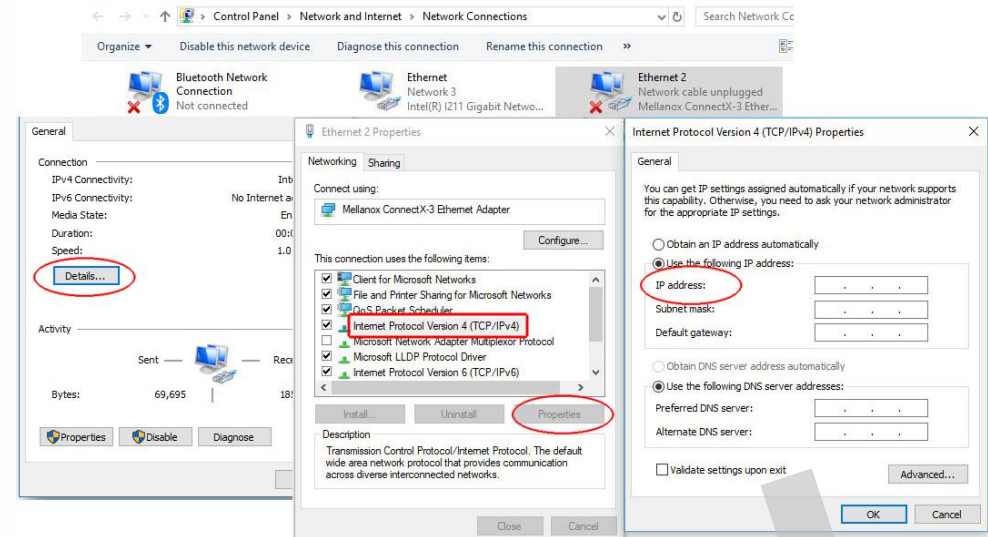 Control Panel > Network and Internet > Network Connections
Search Network Co
Organize
Disable this network device
Diagnose this connection
Rename this connection
»
Bluetooth Network
Connection
Not connected
Ethernet
Network 3
Intel(R) I211 Gigabit Netwo...
Ethernet 2
Network cable unplugged
Mellanox ConnectX-3 Ether...
General
Connection
IPv4 Connectivity:
Inte
IPv6 Connectivity:
No Internet a
Media State:
En
Duration:
00:0
Speed:
1.0
Details...
Activity
Sent
Rece
Bytes:
69,695
185
Properties
Disable
Diagnose
Ethernet 2 Properties
Networking
Sharing
Connect using:
Mellanox ConnectX-3 Ethernet Adapter
Configure...
This connection uses the following items:
Client for Microsoft Networks
File and Printer Sharing for Microsoft Networks
QoS Packet Scheduler
Internet Protocol Version 4 (TCP/IPv4)
Microsoft Network Adapter Multiplexor Protocol
Microsoft LLDP Protocol Driver
Internet Protocol Version 6 (TCP/IPv6)
Install...
Uninstall
Properties
Description
Transmission Control Protocol/Internet Protocol. The default
wide area network protocol that provides communication
across diverse interconnected networks.
Close
Cancel
Internet Protocol Version 4 (TCP/IPv4) Properties
General
You can get IP settings assigned automatically if your network supports
this capability. Otherwise, you need to ask your network administrator
for the appropriate IP settings.
Obtain an IP address automatically
Use the following IP address:
IP address:
. . .
Subnet mask:
. . .
Default gateway:
. . .
Obtain DNS server address automatically
Use the following DNS server addresses:
Preferred DNS server:
. . .
Alternate DNS server:
. . .
Validate settings upon exit
Advanced...
OK
Cancel